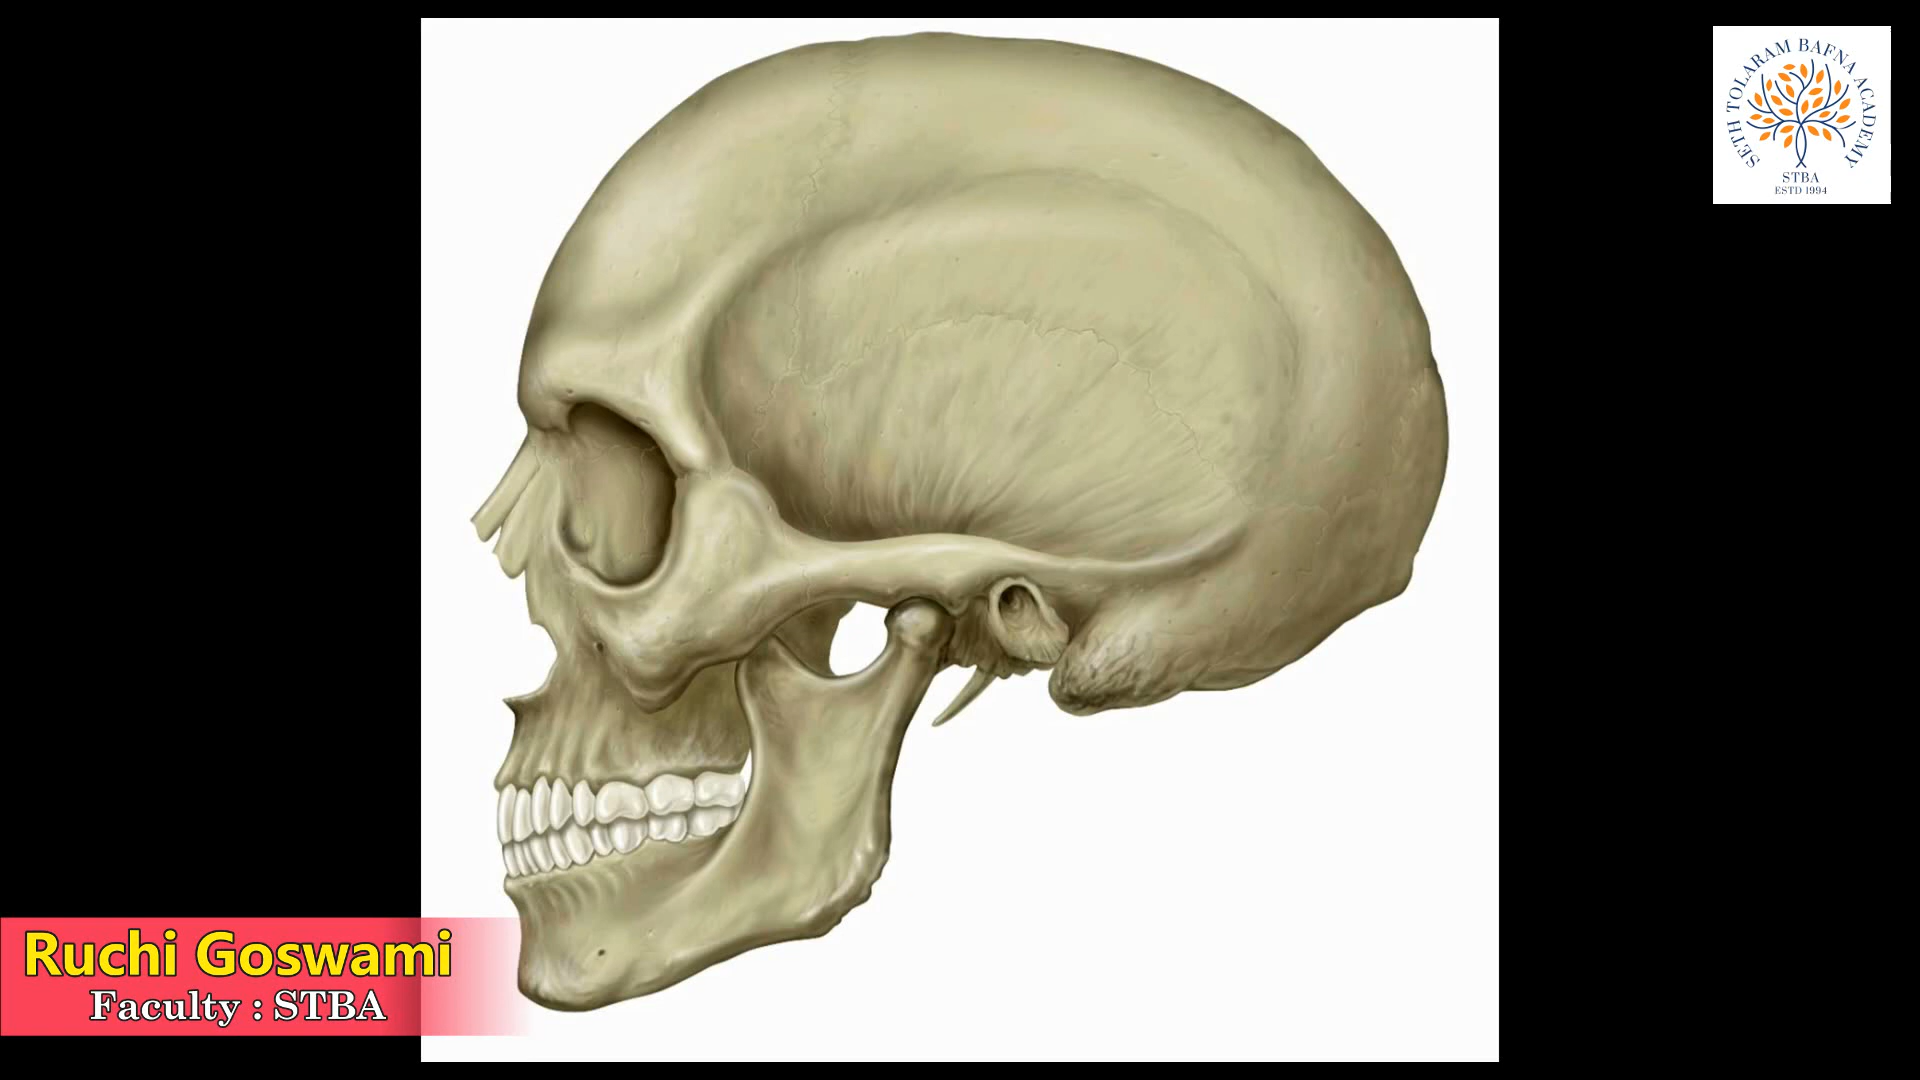 SETH TOLARAM BAFNA ACADEMY
STBA
ESTD 1994
Ruchi Goswami
Faculty : STBA